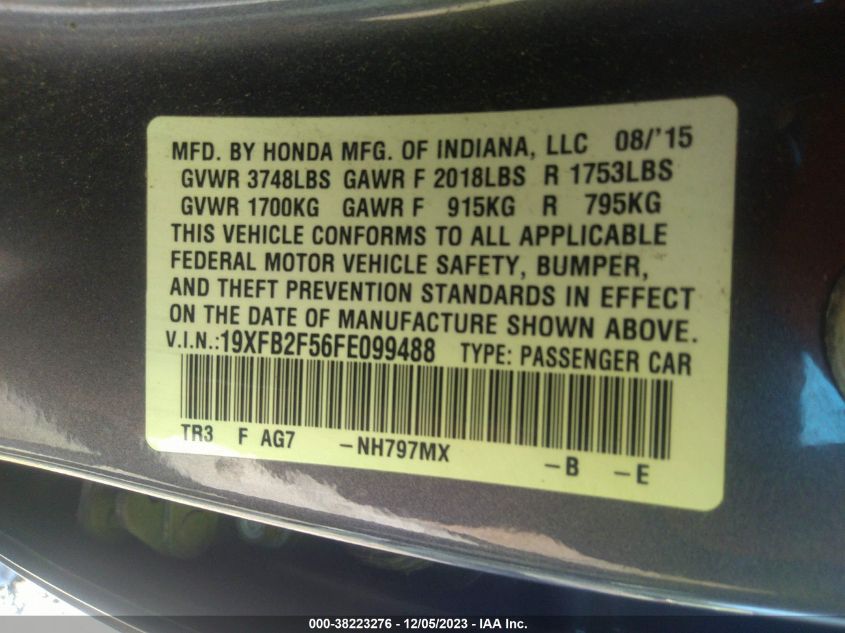 MFD. BY HONDA MFG. OF INDIANA, LLC 08/'15
GVWR 3748LBS GAWR F 2018LBS R 1753LBS
GVWR 1700KG GAWR F 915KG R 795KG
THIS VEHICLE CONFORMS TO ALL APPLICABLE
FEDERAL MOTOR VEHICLE SAFETY, BUMPER,
AND THEFT PREVENTION STANDARDS IN EFFECT
ON THE DATE OF MANUFACTURE SHOWN ABOVE.
V.I.N.:19XFB2F56FE099488 TYPE: PASSENGER CAR
TR3 F AG7 –NH797MX –B –E
000-38223276 - 12/05/2023 - IAA Inc.